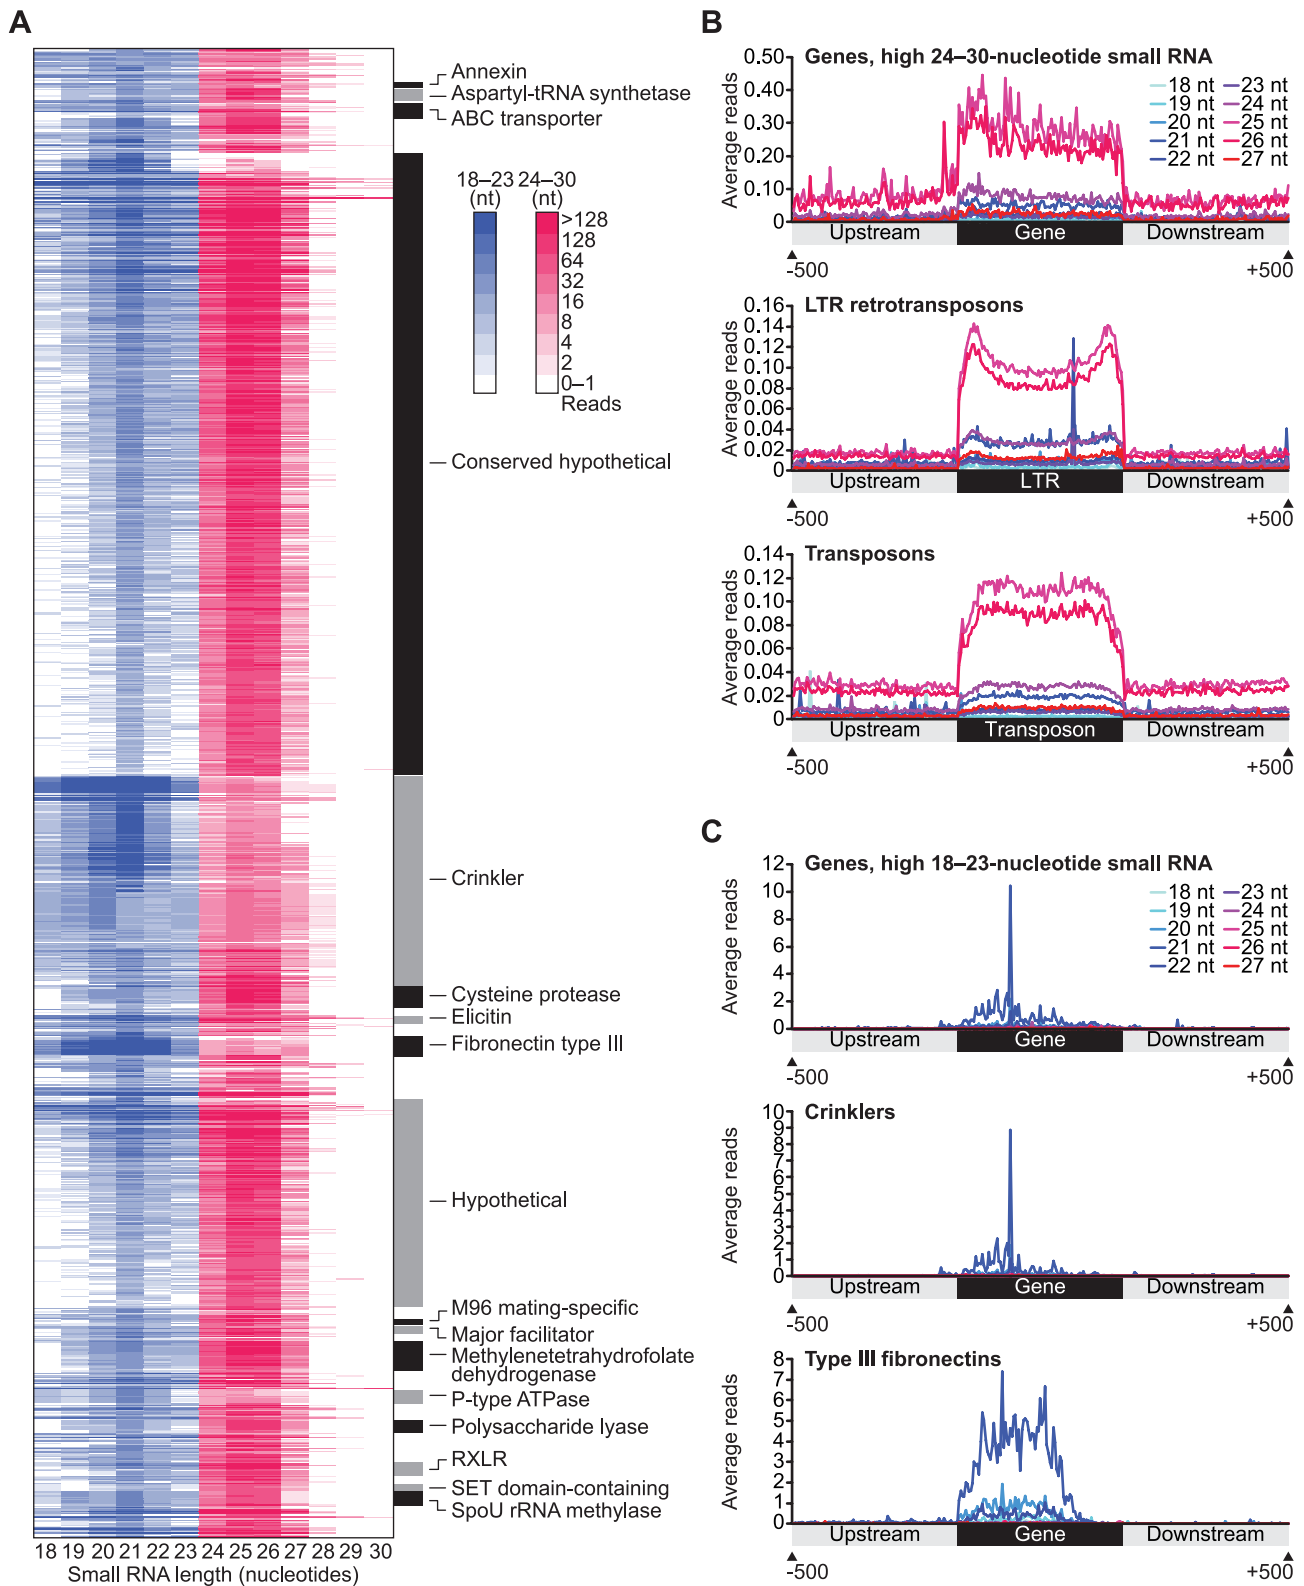 A
Annexin
Aspartyl-tRNA synthetase
ABC transporter
18–23 24–30
(nt) (nt)
>128
128
64
32
16
8
4
2
0–1
Reads
Conserved hypothetical
Crinkler
Cysteine protease
Elicitin
Fibronectin type III
Hypothetical
M96 mating-specific
Major facilitator
Methylenetetrahydrofolate
dehydrogenase
P-type ATPase
Polysaccharide lyase
RXLR
SET domain-containing
SpoU rRNA methylase
18 19 20 21 22 23 24 25 26 27 28 29 30
Small RNA length (nucleotides)
B
Genes, high 24–30-nucleotide small RNA
Average reads
0.50
0.40
0.30
0.20
0.10
0
18 nt 23 nt
19 nt 24 nt
20 nt 25 nt
21 nt 26 nt
22 nt 27 nt
Upstream Gene Downstream
-500 +500
LTR retrotransposons
Average reads
0.16
0.14
0.12
0.10
0.08
0.06
0.04
0.02
0
Upstream LTR Downstream
-500 +500
Transposons
Average reads
0.14
0.12
0.10
0.08
0.06
0.04
0.02
0
Upstream Transposon Downstream
-500 +500
C
Genes, high 18–23-nucleotide small RNA
Average reads
12
10
8
6
4
2
0
18 nt 23 nt
19 nt 24 nt
20 nt 25 nt
21 nt 26 nt
22 nt 27 nt
Upstream Gene Downstream
-500 +500
Crinklers
Average reads
10
9
8
7
6
5
4
3
2
1
0
Upstream Gene Downstream
-500 +500
Type III fibronectins
Average reads
8
7
6
5
4
3
2
1
0
Upstream Gene Downstream
-500 +500